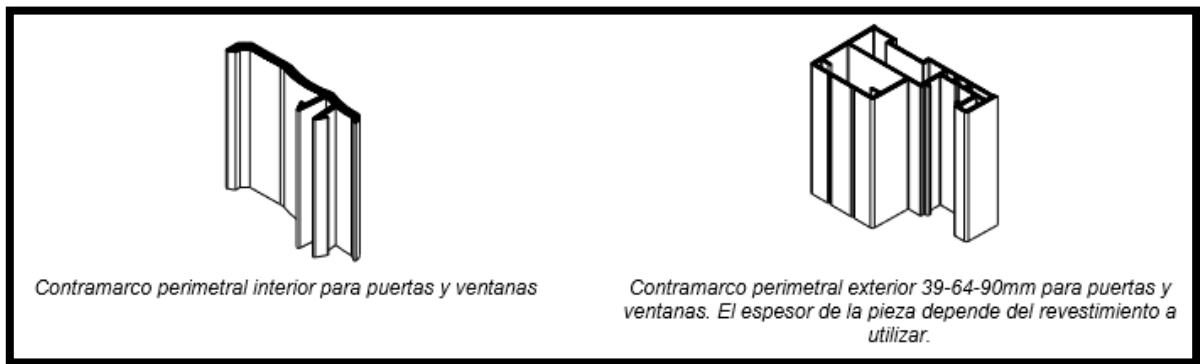 Contramarco perimetral interior para puertas y ventanas
Contramarco perimetral exterior 39-64-90mm para puertas y
ventanas. El espesor de la pieza depende del revestimiento a
utilizar.